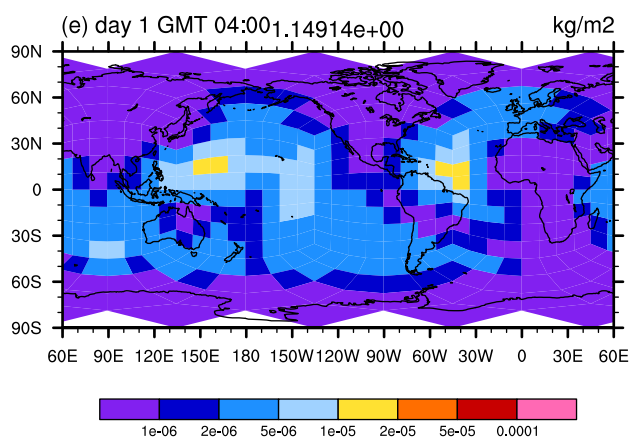 (e) day 1 GMT 04:00 1.14914e+00 kg/m2
90N
60N
30N
0
30S
60S
90S
60E 90E 120E 150E 180 150W 120W 90W 60W 30W 0 30E 60E
1e-06 2e-06 5e-06 1e-05 2e-05 5e-05 0.0001